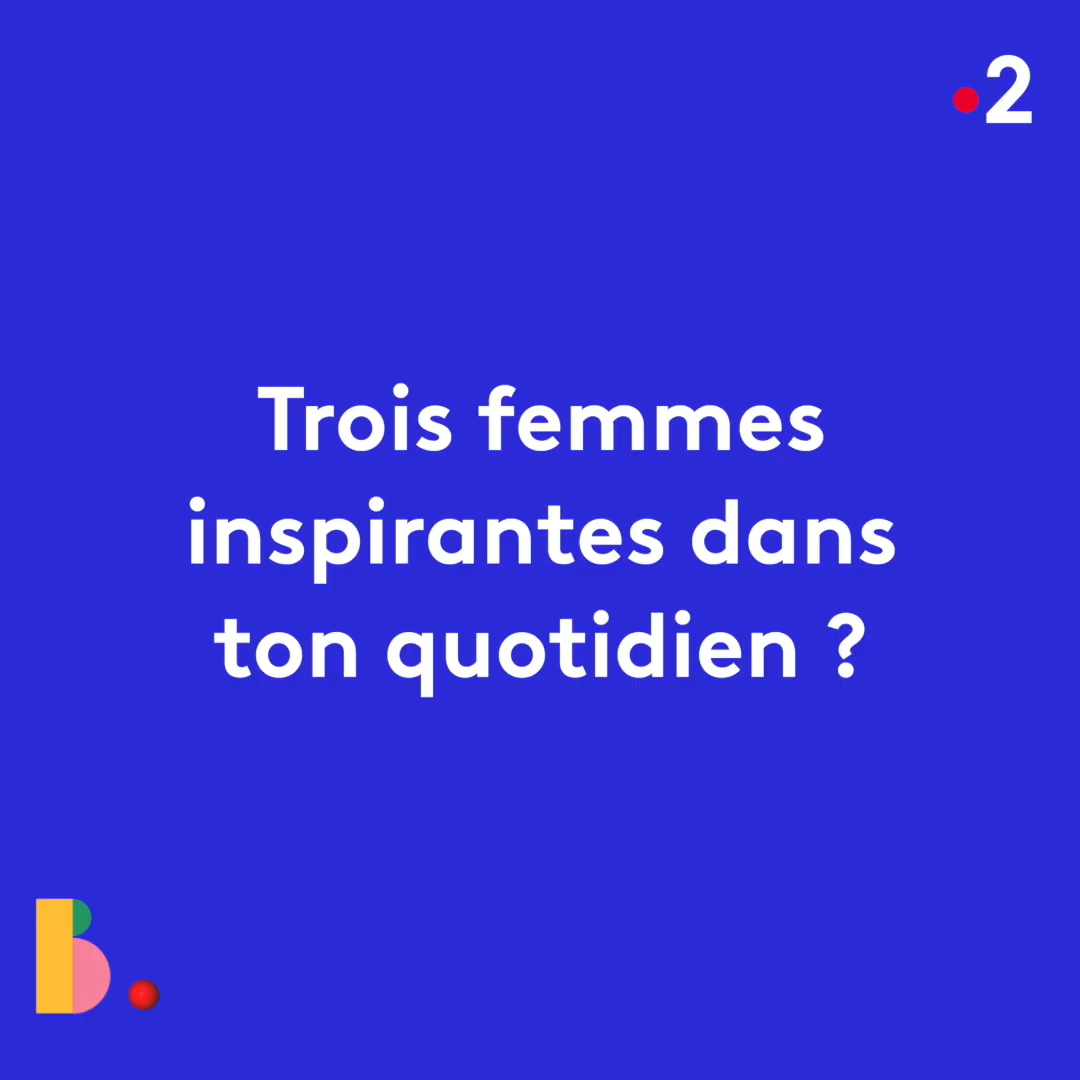 2
Trois femmes
inspirantes dans
ton quotidien ?
B.